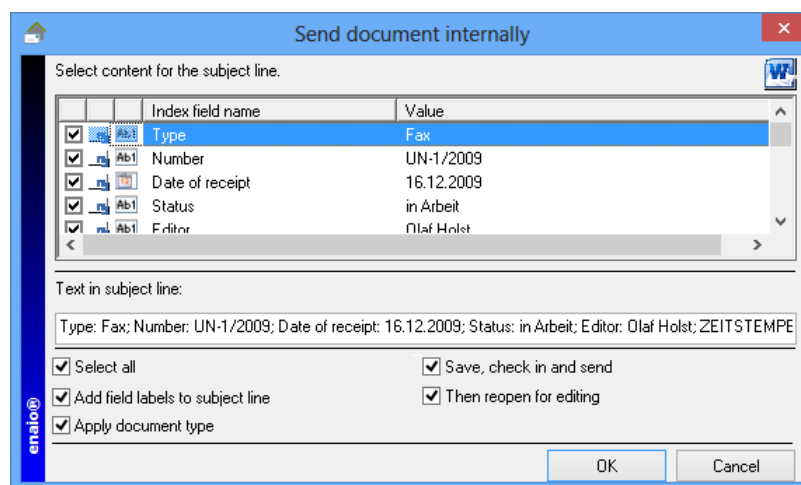 Send document internally
Select content for the subject line.
W
Index field name Value
Ab1 Type Fax
Ab1 Number UN-1/2009
Date of receipt 16.12.2009
Ab1 Status in Arbeit
Ab1 Editor Olaf Holst
Text in subject line:
Type: Fax; Number: UN-1/2009; Date of receipt: 16.12.2009; Status: in Arbeit; Editor: Olaf Holst; ZEITSTEMPE
Select all Save, check in and send
Add field labels to subject line Then reopen for editing
Apply document type
enaio®
OK Cancel